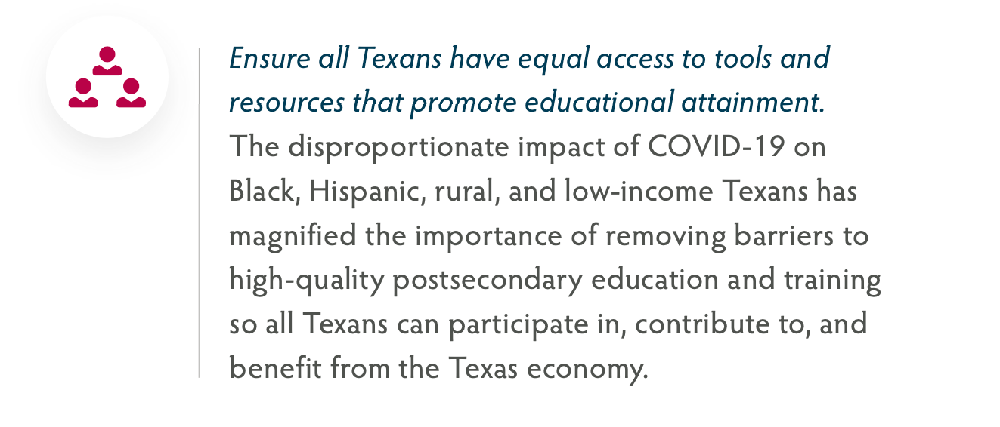 Ensure all Texans have equal access to tools and
resources that promote educational attainment.
The disproportionate impact of COVID-19 on
Black, Hispanic, rural, and low-income Texans has
magnified the importance of removing barriers to
high-quality postsecondary education and training
so all Texans can participate in, contribute to, and
benefit from the Texas economy.